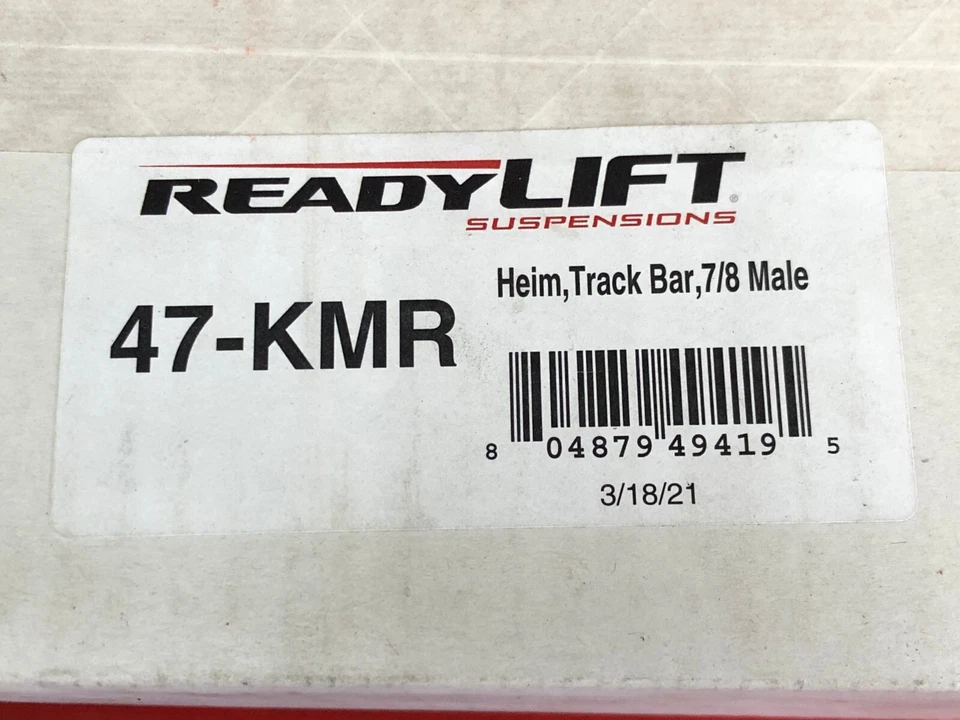 READYLIFT®
SUSPENSIONS
Heim,Track Bar,7/8 Male
47-KMR
8 04879 49419 5
3/18/21